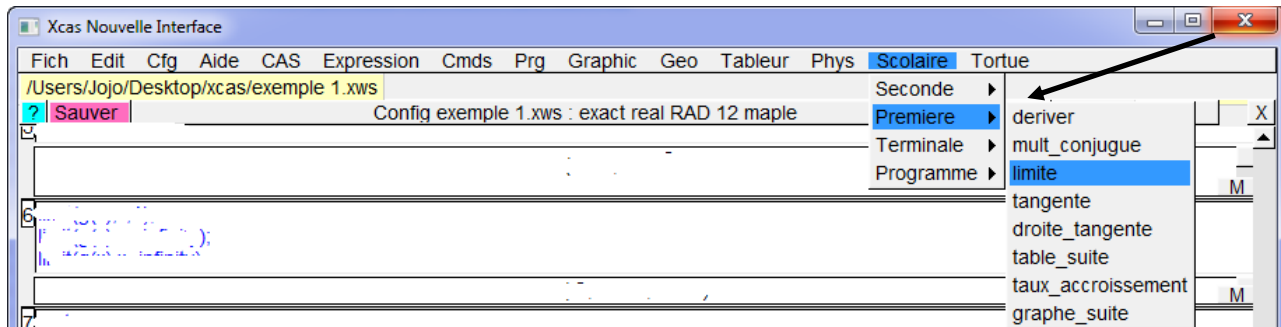 Xcas Nouvelle Interface
Fich Edit Cfg Aide CAS Expression Cmds Prg Graphic Geo Tableur Phys Scolaire Tortue
/Users/Jojo/Desktop/xcas/exemple 1.xws
? Sauver Config exemple 1.xws : exact real RAD 12 maple X
Seconde
Premiere
Terminale
Programme
deriver
mult_conjugue
limite
tangente
droite_tangente
table_suite
taux_accroissement
graphe_suite
M
6
M
7